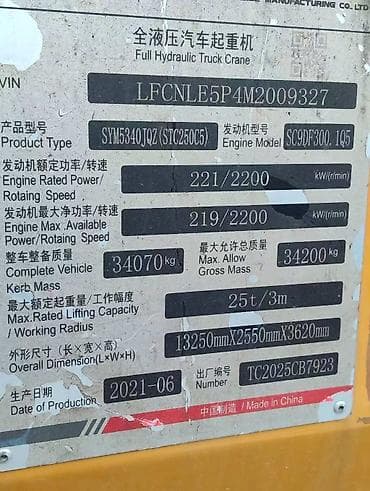 MANUFACTURING CO., LTD
全液压汽车起重机
Full Hydraulic Truck Crane
VIN LFCNLE5P4M2009327
产品型号 SYM5340JQZ(STC250C5) 发动机型号 SC9DF300.1Q5
Product Type Engine Model
发动机额定功率/转速
Engine Rated Power/ 221/2200 kW/(r/min)
Rotaing Speed
发动机最大净功率/转速
Engine Max .Available 219/2200 kW/(r/min)
Power/Rotaing Speed
整车整备质量 最大允许总质量
Complete Vehicle 34070kg Max. Allow 34200kg
Kerb Mass Gross Mass
最大额定起重量/工作幅度
Max.Rated Lifting Capacity 25t/3m
/ Working Radius
外形尺寸（长×宽×高） 13250mmX2550mmX3620mm
Overall Dimension(L×W×H)
生产日期 2021-06 出厂编号 TC2025CB7923
Date of Production Number
中国制造 / Made in China